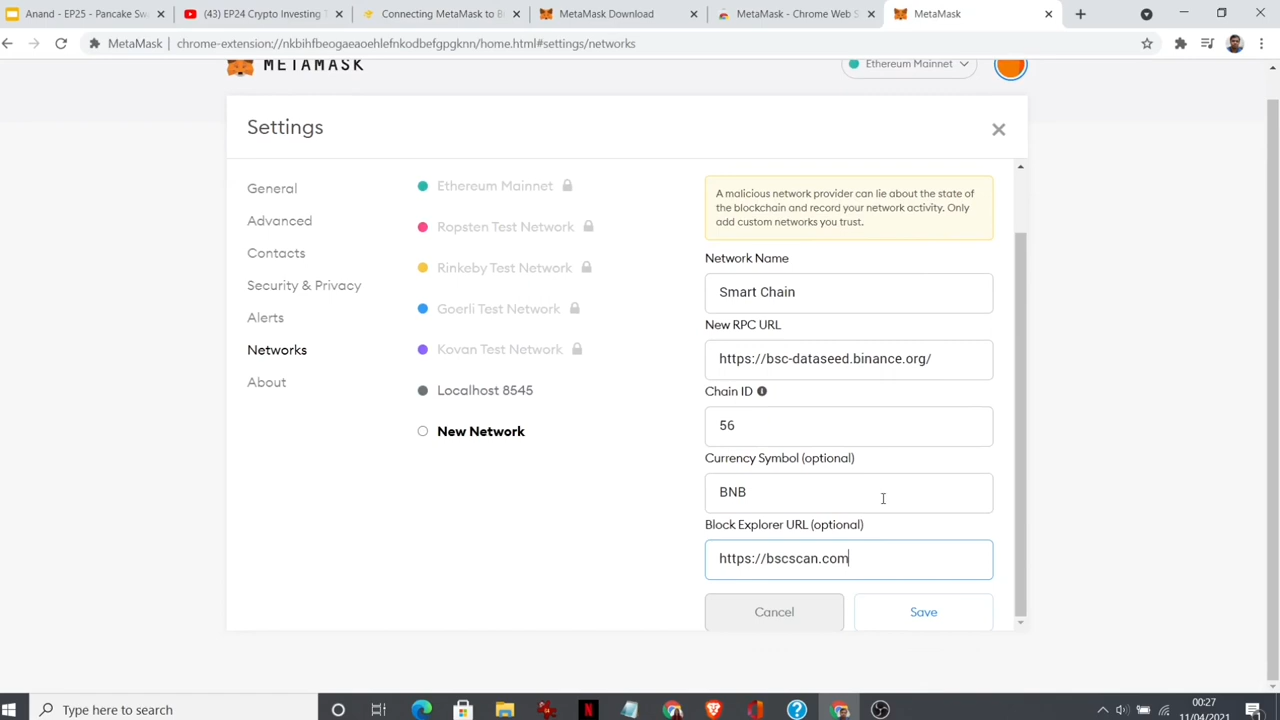 Anand - EP25 - Pancake Sw
(43) EP24 Crypto Investing T
Connecting MetaMask to B
MetaMask Download
MetaMask - Chrome Web S
MetaMask
MetaMask
chrome-extension://nkbihfbeogaeaoehlefnkodbefgpgknn/home.html#settings/networks
METAMASK
Ethereum Mainnet
Settings
General
Advanced
Contacts
Security & Privacy
Alerts
Networks
About
Ethereum Mainnet
Ropsten Test Network
Rinkeby Test Network
Goerli Test Network
Kovan Test Network
Localhost 8545
New Network
A malicious network provider can lie about the state of
the blockchain and record your network activity. Only
add custom networks you trust.
Network Name
Smart Chain
New RPC URL
https://bsc-dataseed.binance.org/
Chain ID
56
Currency Symbol (optional)
BNB
Block Explorer URL (optional)
https://bscscan.com
Cancel
Save
Type here to search
00:27
11/04/2021